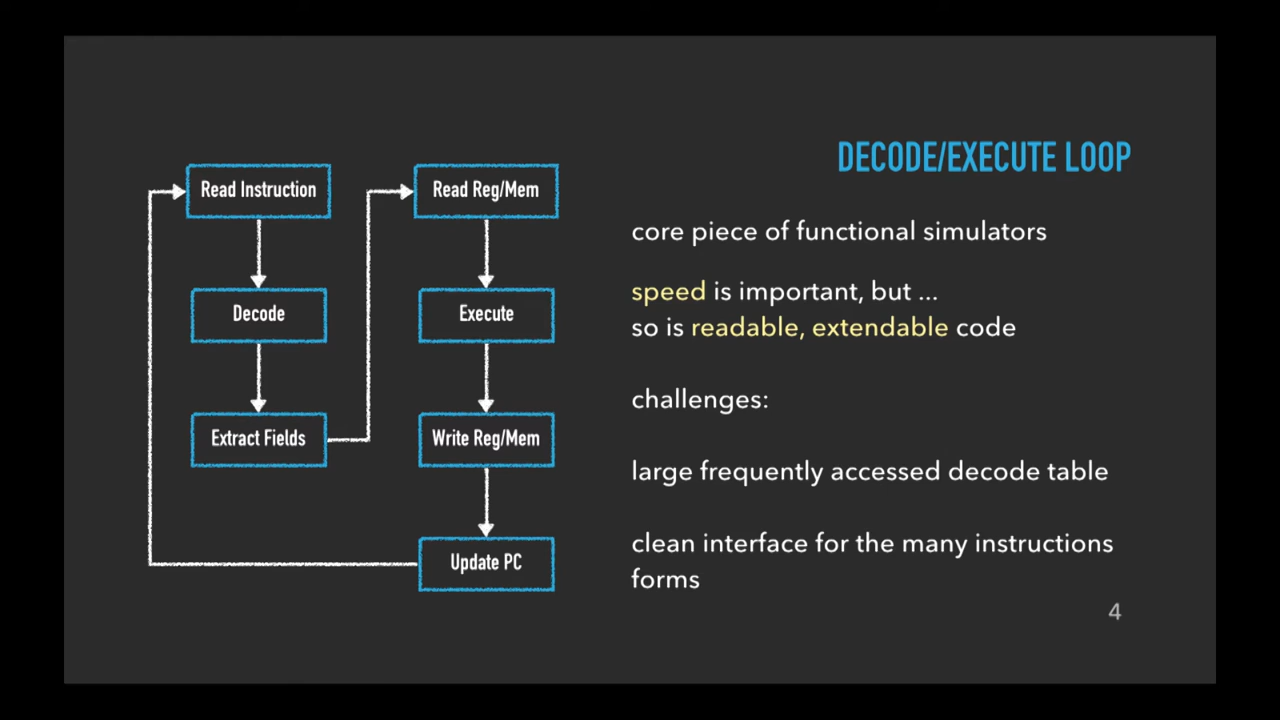 DECODE/EXECUTE LOOP
Read Instruction
Decode
Extract Fields
Read Reg/Mem
Execute
Write Reg/Mem
Update PC
core piece of functional simulators
speed is important, but ...
so is readable, extendable code
challenges:
large frequently accessed decode table
clean interface for the many instructions
forms
4